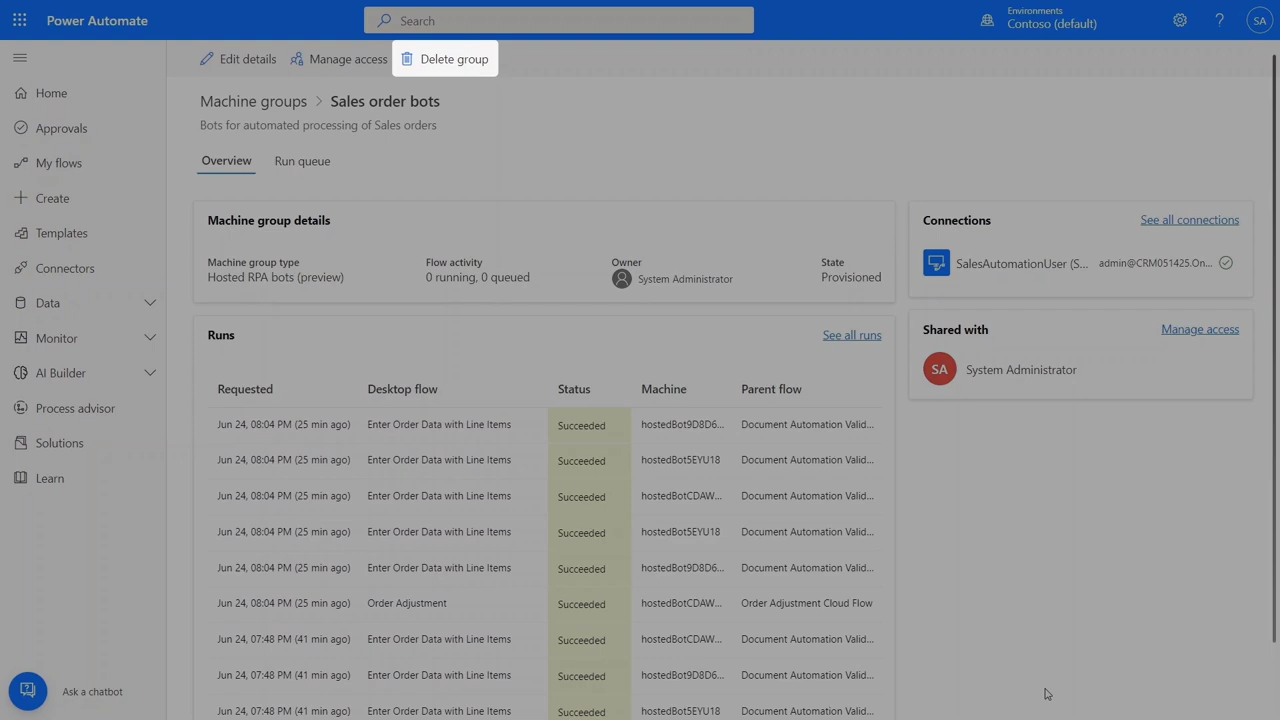 Power Automate
Search
Environments
Contoso (default)
SA
Edit details
Manage access
Delete group
Home
Approvals
My flows
Create
Templates
Connectors
Data
Monitor
AI Builder
Process advisor
Solutions
Learn
Ask a chatbot
Machine groups > Sales order bots
Bots for automated processing of Sales orders
Overview
Run queue
Machine group details
Machine group type
Hosted RPA bots (preview)
Flow activity
0 running, 0 queued
Owner
System Administrator
State
Provisioned
Connections
See all connections
SalesAutomationUser (S...
admin@CRM051425.On...
Shared with
Manage access
SA
System Administrator
Runs
See all runs
Requested Desktop flow Status Machine Parent flow
Jun 24, 08:04 PM (25 min ago) Enter Order Data with Line Items Succeeded hostedBot9D8D6... Document Automation Valid...
Jun 24, 08:04 PM (25 min ago) Enter Order Data with Line Items Succeeded hostedBot5EYU18 Document Automation Valid...
Jun 24, 08:04 PM (25 min ago) Enter Order Data with Line Items Succeeded hostedBotCDAW... Document Automation Valid...
Jun 24, 08:04 PM (25 min ago) Enter Order Data with Line Items Succeeded hostedBot5EYU18 Document Automation Valid...
Jun 24, 08:04 PM (25 min ago) Enter Order Data with Line Items Succeeded hostedBot9D8D6... Document Automation Valid...
Jun 24, 08:04 PM (25 min ago) Order Adjustment Succeeded hostedBotCDAW... Order Adjustment Cloud Flow
Jun 24, 07:48 PM (41 min ago) Enter Order Data with Line Items Succeeded hostedBotCDAW... Document Automation Valid...
Jun 24, 07:48 PM (41 min ago) Enter Order Data with Line Items Succeeded hostedBot9D8D6... Document Automation Valid...
Jun 24, 07:48 PM (41 min ago) Enter Order Data with Line Items Succeeded hostedBot5EYU18 Document Automation Valid...